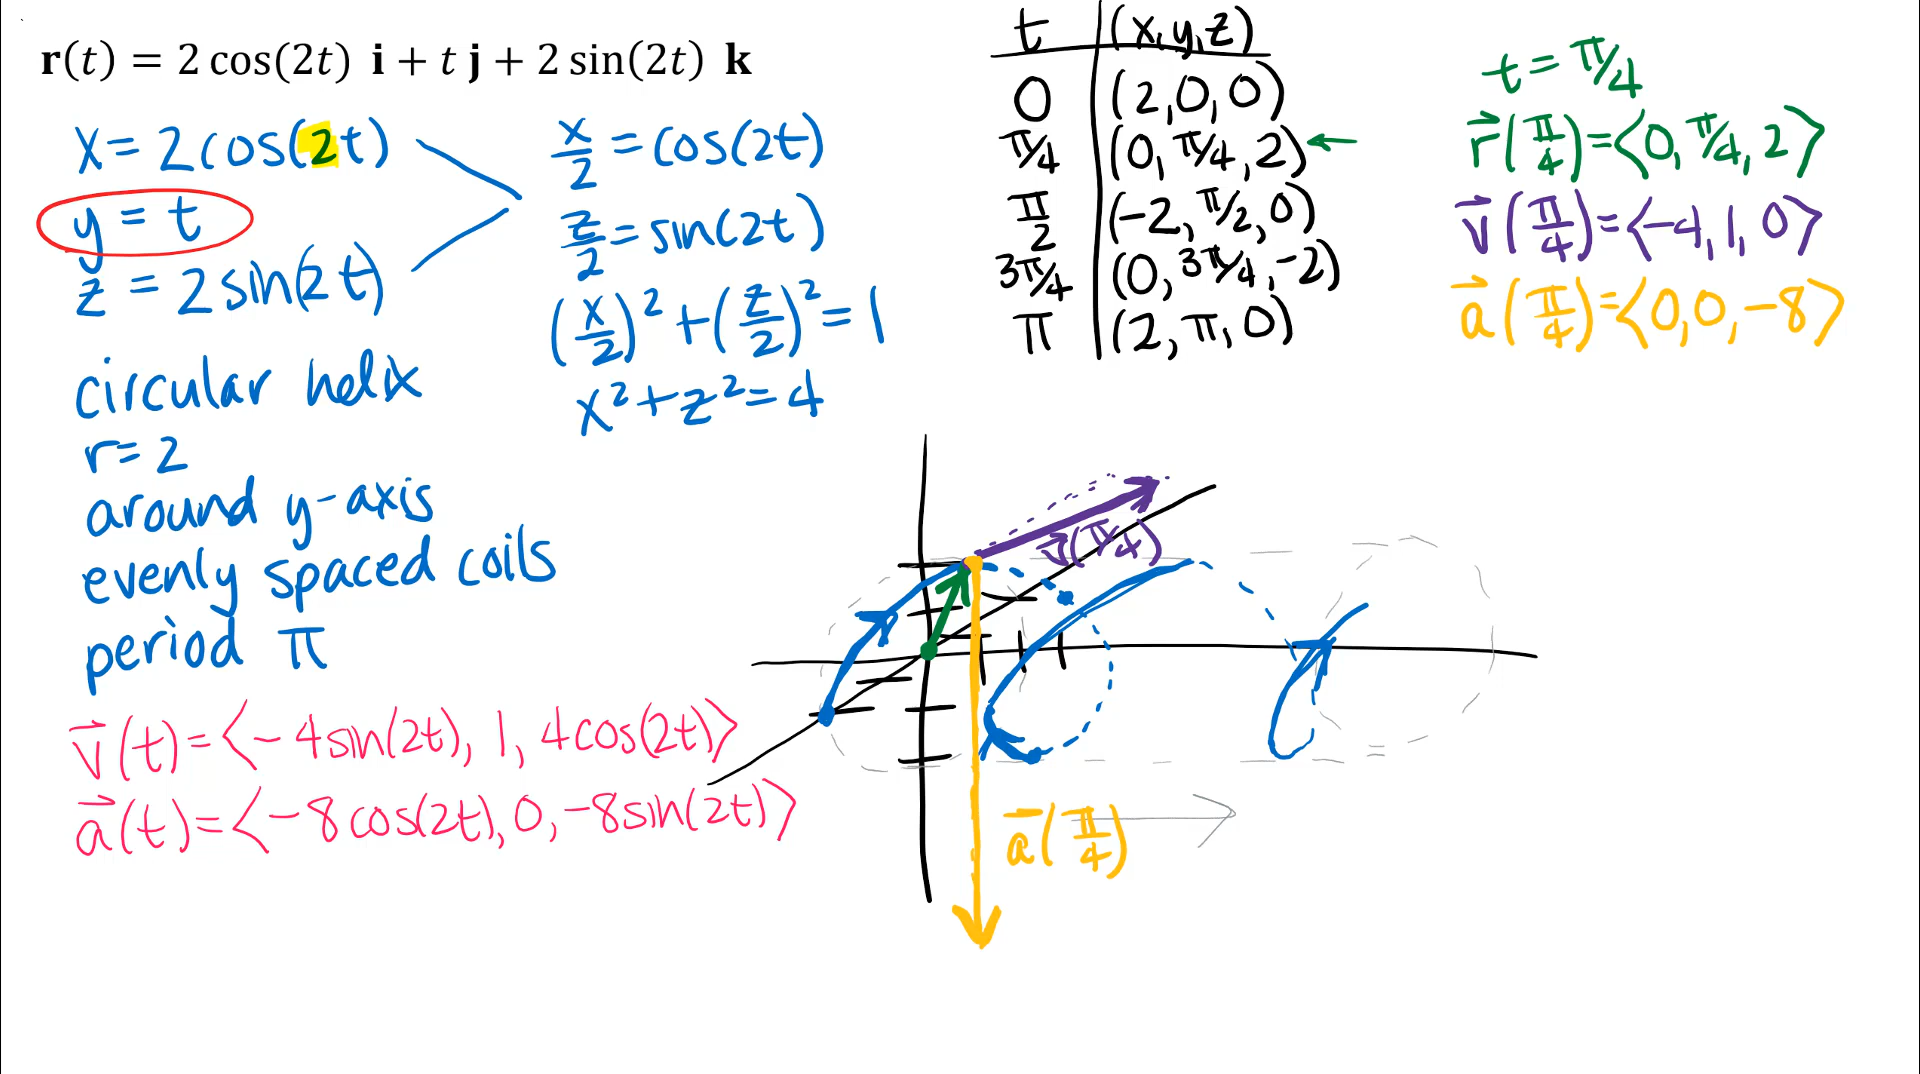 𝐫(t) = 2 cos(2t) 𝐢 + t 𝐣 + 2 sin(2t) 𝐤
x = 2cos(2t)
y = t
z = 2sin(2t)
circular helix
r = 2
around y-axis
evenly spaced coils
period π
v⃗(t) = ⟨-4sin(2t), 1, 4cos(2t)⟩
a⃗(t) = ⟨-8cos(2t), 0, -8sin(2t)⟩
x/2 = cos(2t)
z/2 = sin(2t)
(x/2)² + (z/2)² = 1
x² + z² = 4
t (x,y,z)
0 (2,0,0)
π/4 (0, π/4, 2) ←
π/2 (-2, π/2, 0)
3π/4 (0, 3π/4, -2)
π (2, π, 0)
t = π/4
r⃗(π/4) = ⟨0, π/4, 2⟩
v⃗(π/4) = ⟨-4, 1, 0⟩
a⃗(π/4) = ⟨0, 0, -8⟩
v⃗(π/4)
a⃗(π/4)